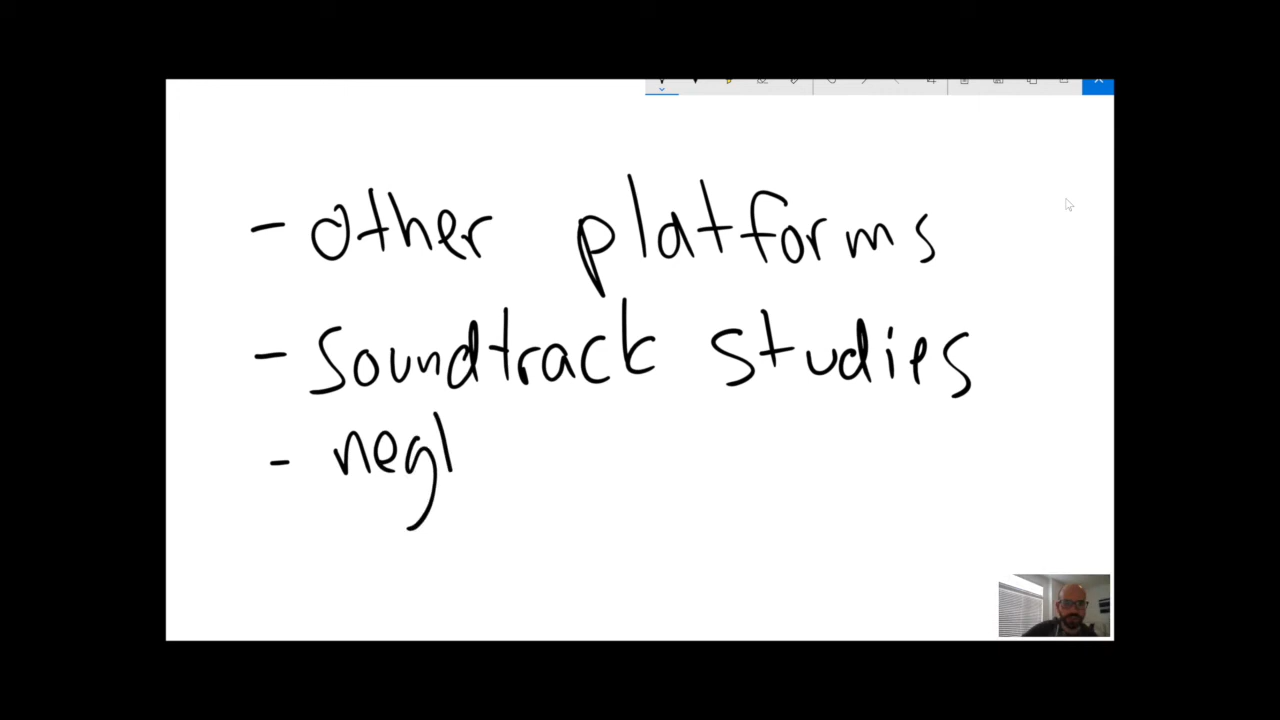 - other platforms
- soundtrack studies
- negl